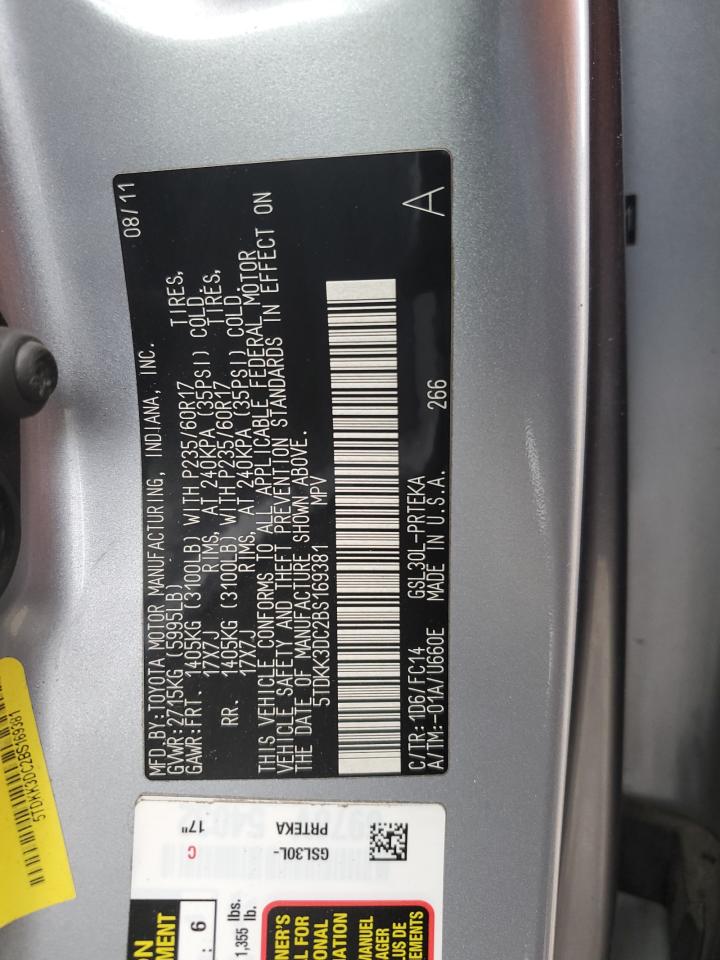 MFD.BY:TOYOTA MOTOR MANUFACTURING, INDIANA, INC. 08/11
GVWR:2715KG (5995LB)
GAWR:FRT. 1405KG (3100LB) WITH P235/60R17 TIRES,
17X7J RIMS, AT 240KPA (35PSI) COLD.
RR. 1405KG (3100LB) WITH P235/60R17 TIRES,
17X7J RIMS, AT 240KPA (35PSI) COLD.
THIS VEHICLE CONFORMS TO ALL APPLICABLE FEDERAL MOTOR
VEHICLE SAFETY AND THEFT PREVENTION STANDARDS IN EFFECT ON
THE DATE OF MANUFACTURE SHOWN ABOVE.
5TDKK3DC2BS169381 MPV
C/TR:1D6/FC14 GSL30L-PRTEKA 266 A
A/TM:-01A/U660E MADE IN U.S.A.
5TDKK3DC2BS169381
GSL30L-
PRTEKA
C 17"
: 6
lbs.
1,355 lb.
MANUEL
PLUS DE